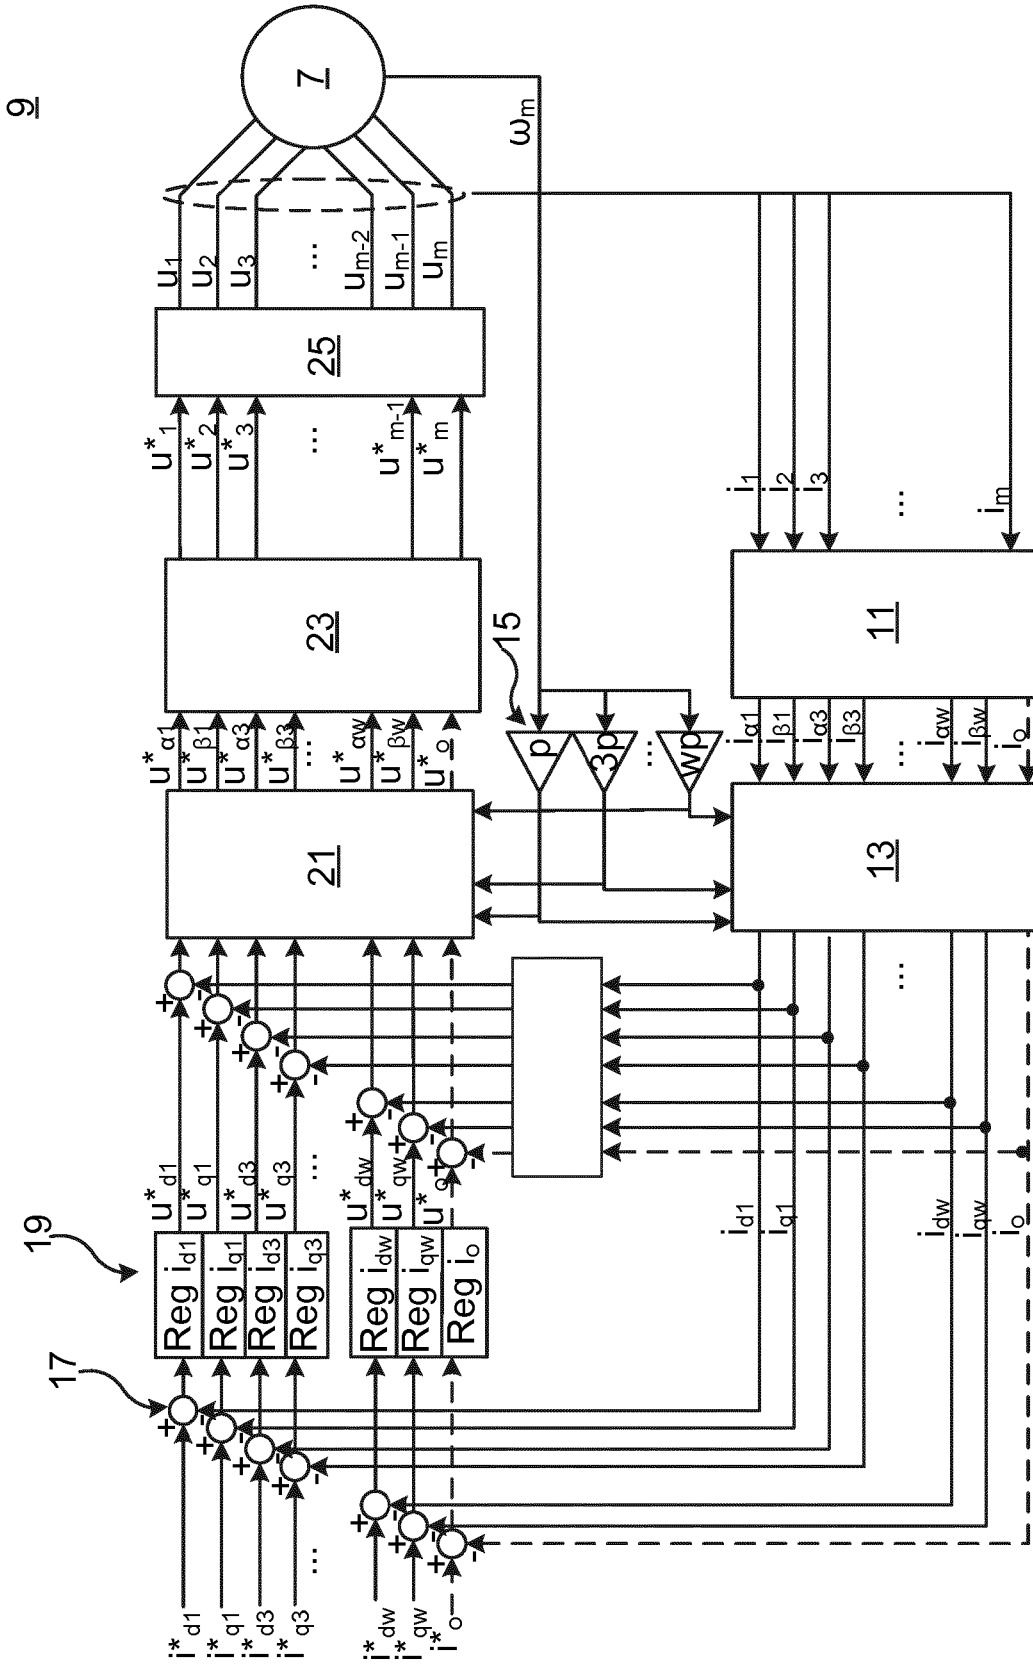 9
7
u1
u2
u3
...
um-2
um-1
um
ωm
25
u*1
u*2
u*3
...
u*m-1
u*m
i1
i2
i3
...
im
23
15
11
u*α1
u*β1
u*α3
u*β3
...
u*αw
u*βw
u*o
p
3p
...
wp
iα1
iβ1
iα3
iβ3
...
iαw
iβw
io
21
13
+
-
+
-
+
-
+
-
+
-
+
-
+
-
...
u*d1
u*q1
u*d3
u*q3
...
u*dw
u*qw
u*o
id1
iq1
idw
iqw
io
19
Reg id1
Reg iq1
Reg id3
Reg iq3
Reg idw
Reg iqw
Reg io
17
+
-
+
-
+
-
+
-
+
-
+
-
+
-
i*d1
i*q1
i*d3
i*q3
...
i*dw
i*qw
i*o